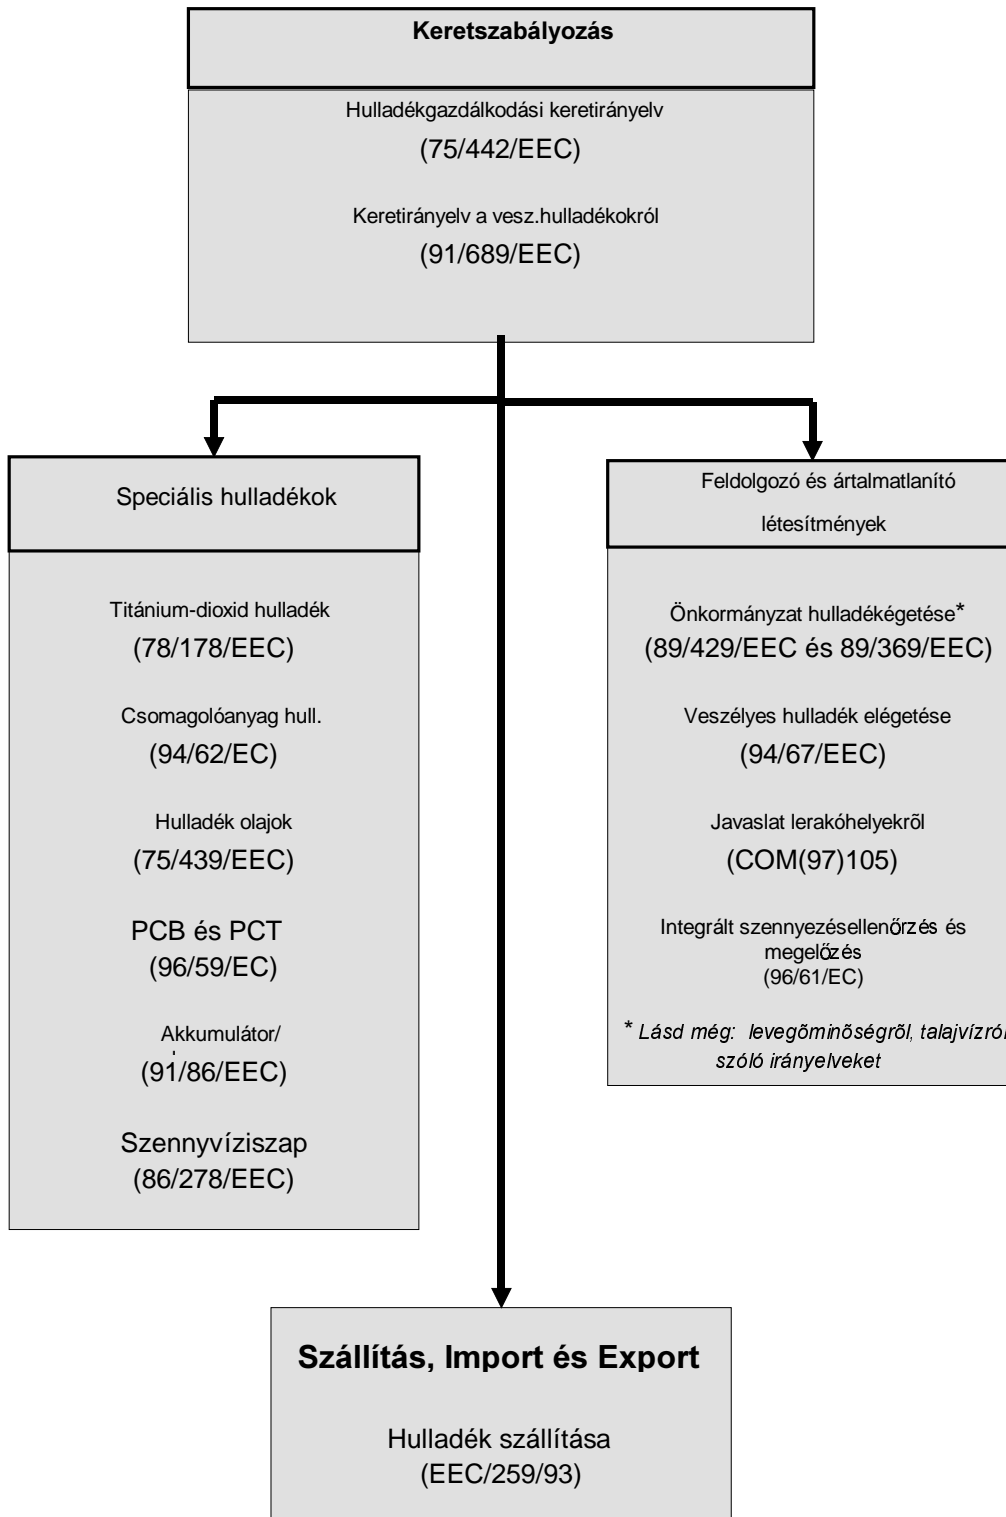 Keretszabályozás
Hulladékgazdálkodási keretirányelv
(75/442/EEC)
Keretirányelv a vesz.hulladékokról
(91/689/EEC)
Speciális hulladékok
Titánium-dioxid hulladék
(78/178/EEC)
Csomagolóanyag hull.
(94/62/EC)
Hulladék olajok
(75/439/EEC)
PCB és PCT
(96/59/EC)
Akkumulátor/
(91/86/EEC)
Szennyvíziszap
(86/278/EEC)
Feldolgozó és ártalmatlanító
létesítmények
Önkormányzat hulladékégetése*
(89/429/EEC és 89/369/EEC)
Veszélyes hulladék elégetése
(94/67/EEC)
Javaslat lerakóhelyekrõl
(COM(97)105)
Integrált szennyezésellenőrzés és
megelőzés
(96/61/EC)
* Lásd még: levegõminõségrõl, talajvízról
szóló irányelveket
Szállítás, Import és Export
Hulladék szállítása
(EEC/259/93)